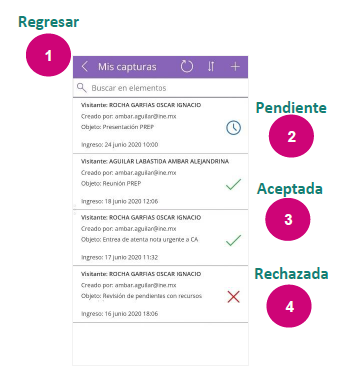 Regresar
1
Mis capturas
Buscar en elementos
Visitante: ROCHA GARFIAS OSCAR IGNACIO
Creado por: ambar.aguilar@ine.mx
Objeto: Presentación PREP
Ingreso: 24 junio 2020 10:00
Pendiente
2
Visitante: AGUILAR LABASTIDA AMBAR ALEJANDRINA
Creado por: ambar.aguilar@ine.mx
Objeto: Reunión PREP
Ingreso: 18 junio 2020 12:06
Aceptada
3
Visitante: ROCHA GARFIAS OSCAR IGNACIO
Creado por: ambar.aguilar@ine.mx
Objeto: Entrea de atenta nota urgente a CA
Ingreso: 17 junio 2020 11:32
Rechazada
4
Visitante: ROCHA GARFIAS OSCAR IGNACIO
Creado por: ambar.aguilar@ine.mx
Objeto: Revisión de pendientes con recursos
Ingreso: 16 junio 2020 18:06